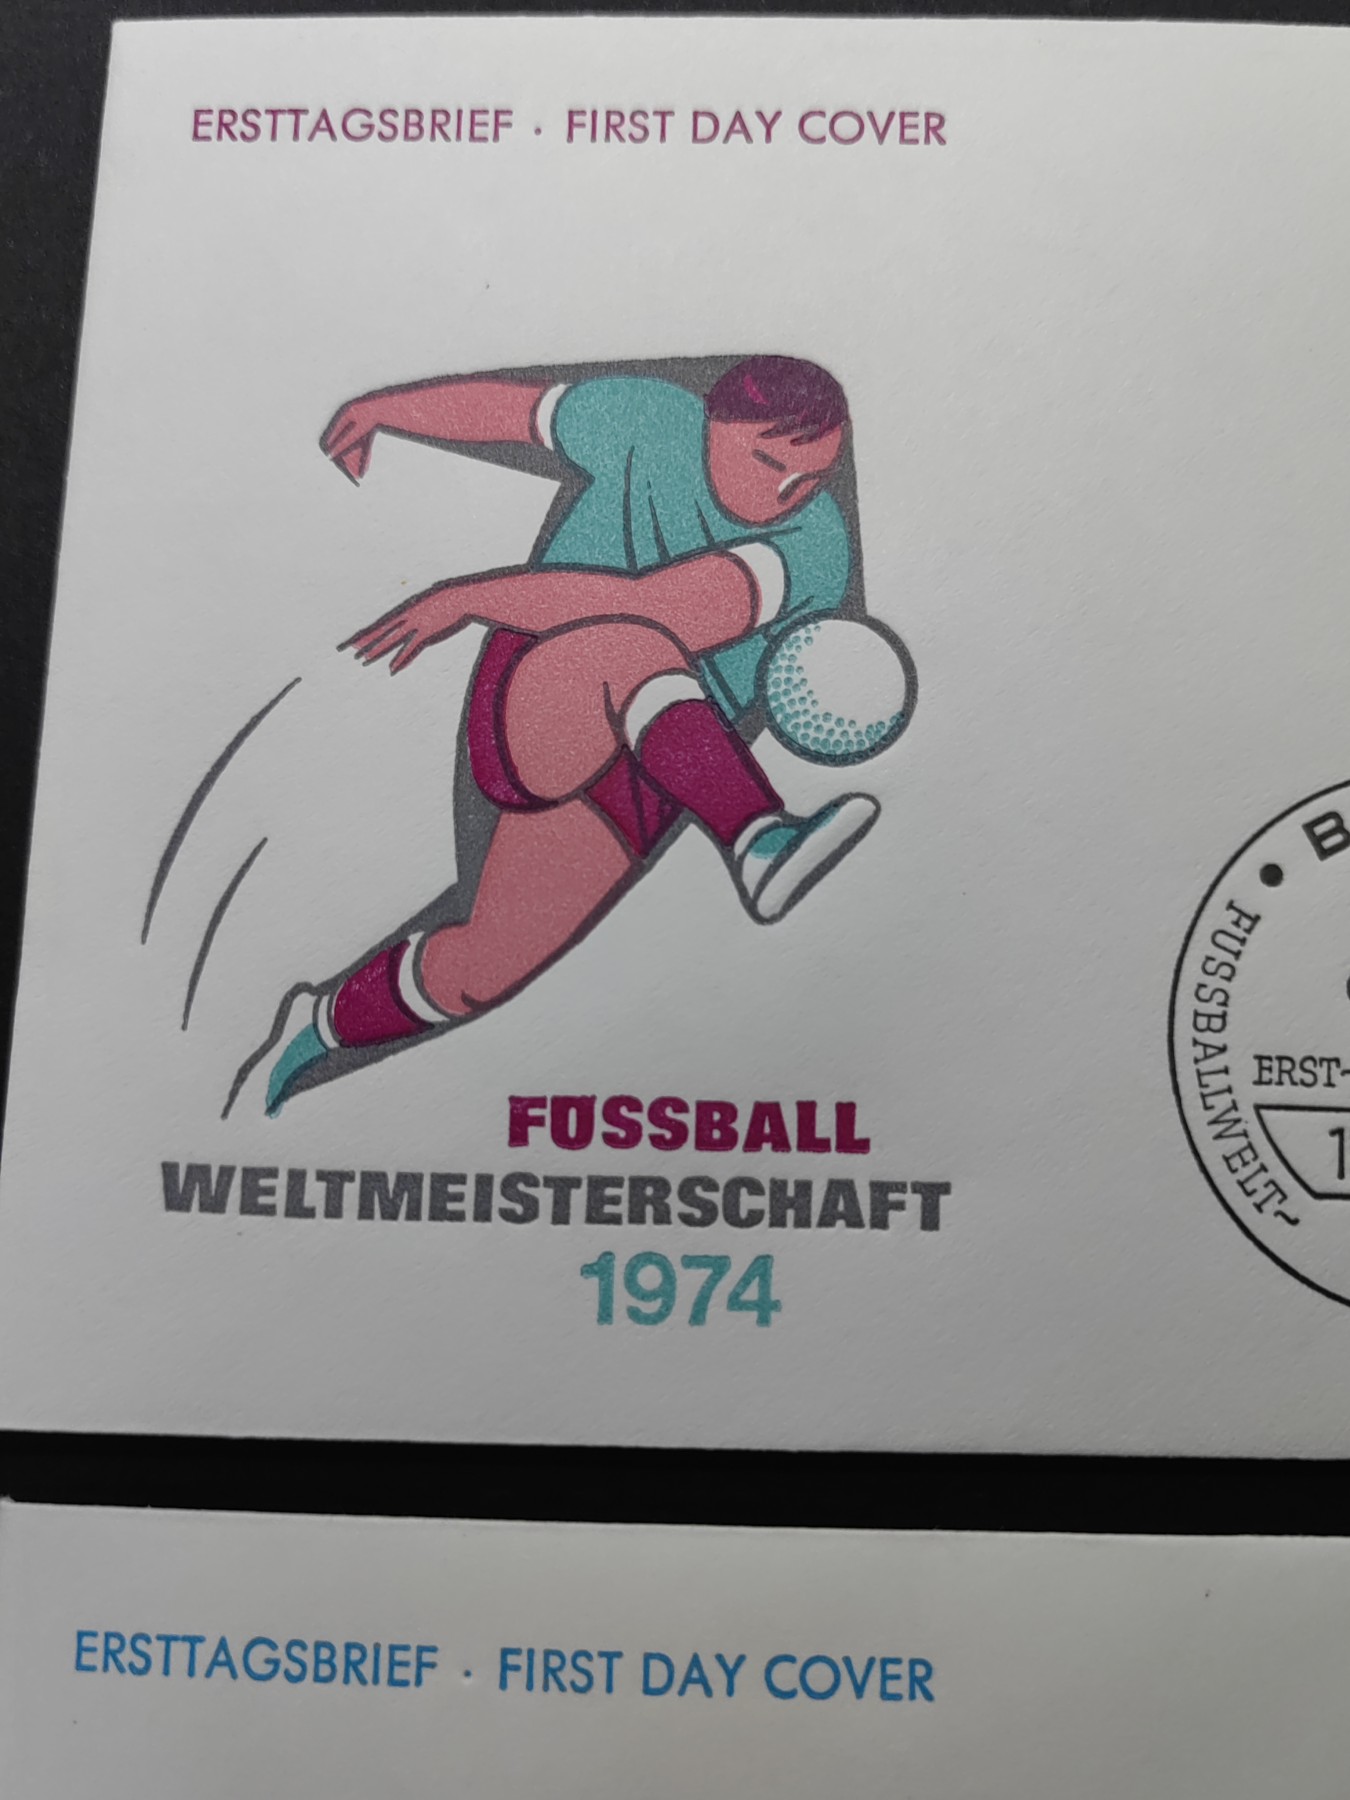 ERSTTAGSBRIEF · FIRST DAY COVER
FUSSBALL
WELTMEISTERSCHAFT
1974
B
FUSSBALLWELT~
ERST-
1
ERSTTAGSBRIEF · FIRST DAY COVER